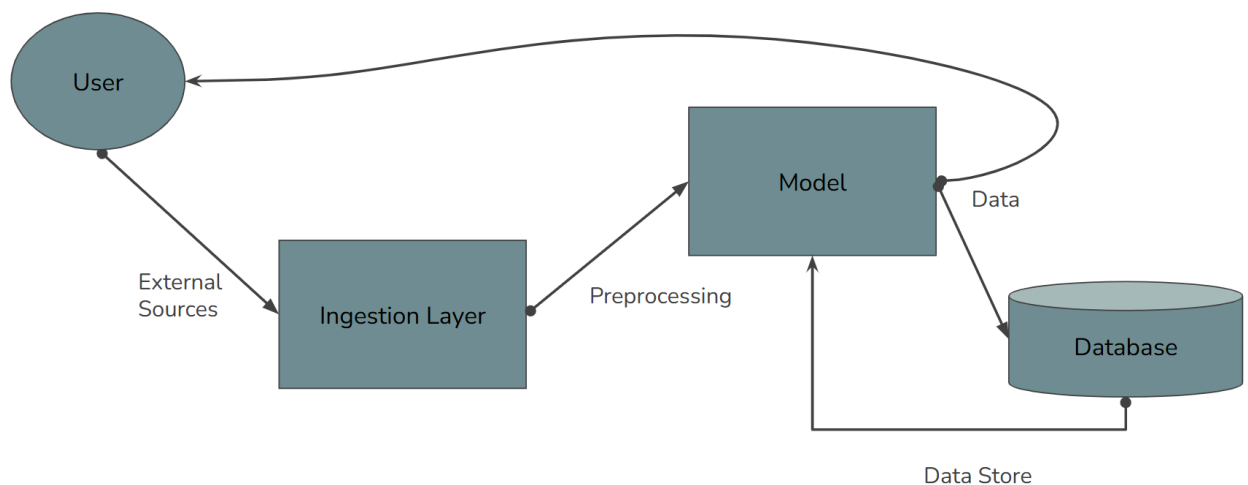 User
Model
Data
External
Sources
Ingestion Layer
Preprocessing
Database
Data Store